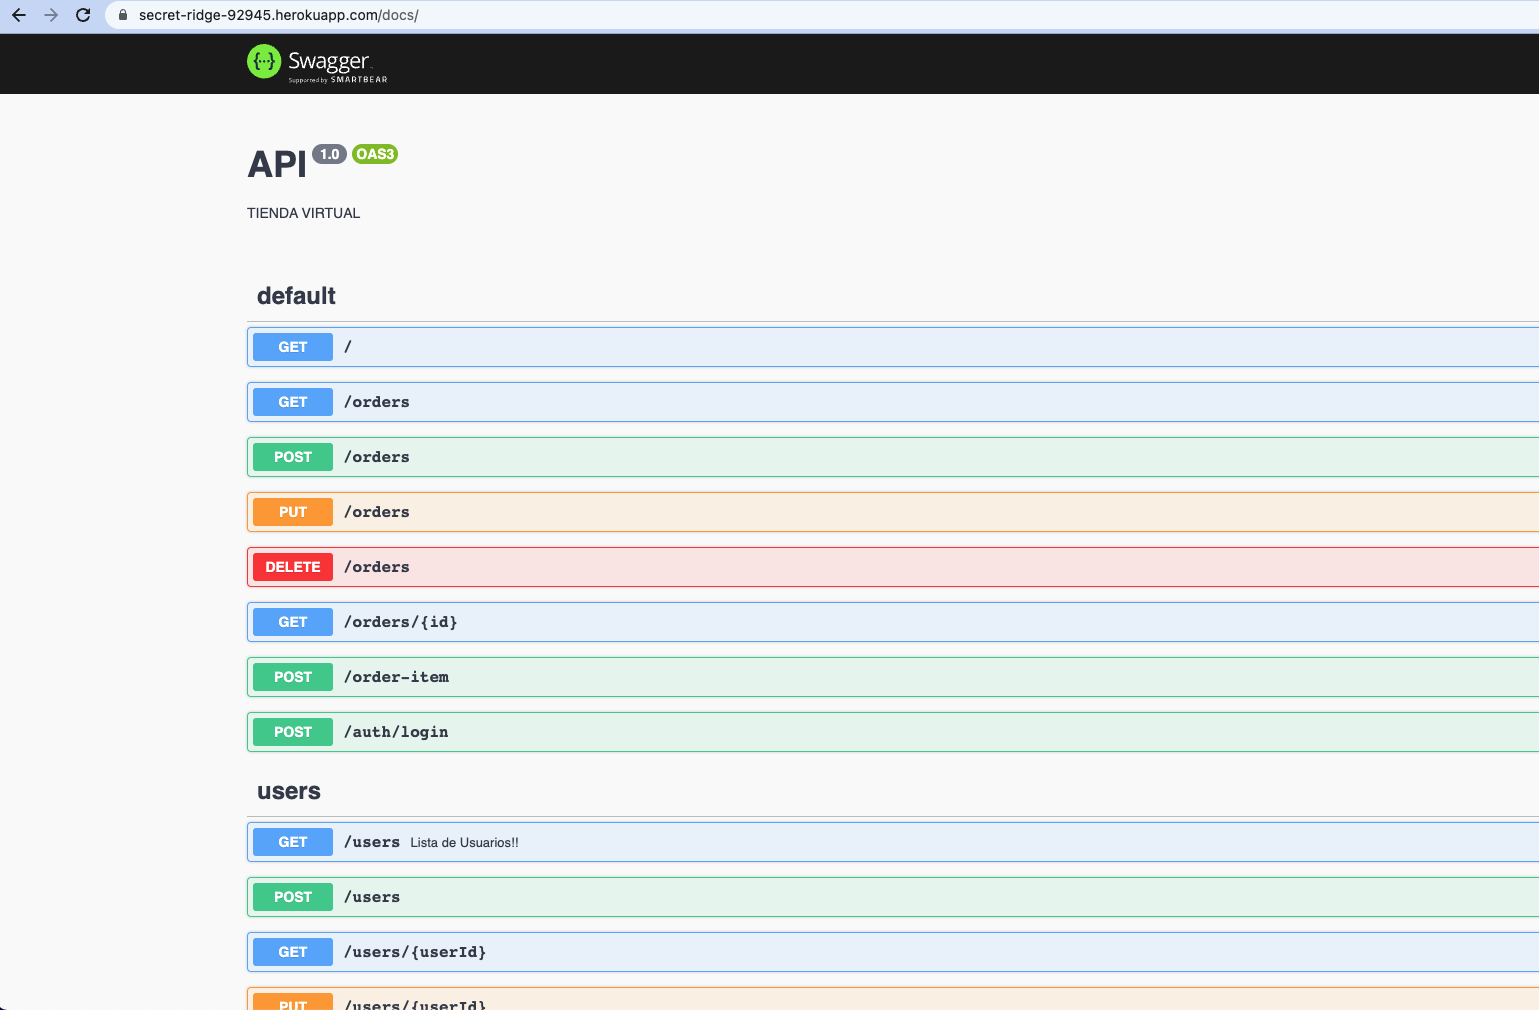 secret-ridge-92945.herokuapp.com/docs/
Swagger
Supported by SMARTBEAR
API 1.0 OAS3
TIENDA VIRTUAL
default
GET /
GET /orders
POST /orders
PUT /orders
DELETE /orders
GET /orders/{id}
POST /order-item
POST /auth/login
users
GET /users Lista de Usuarios!!
POST /users
GET /users/{userId}
PUT /users/{userId}